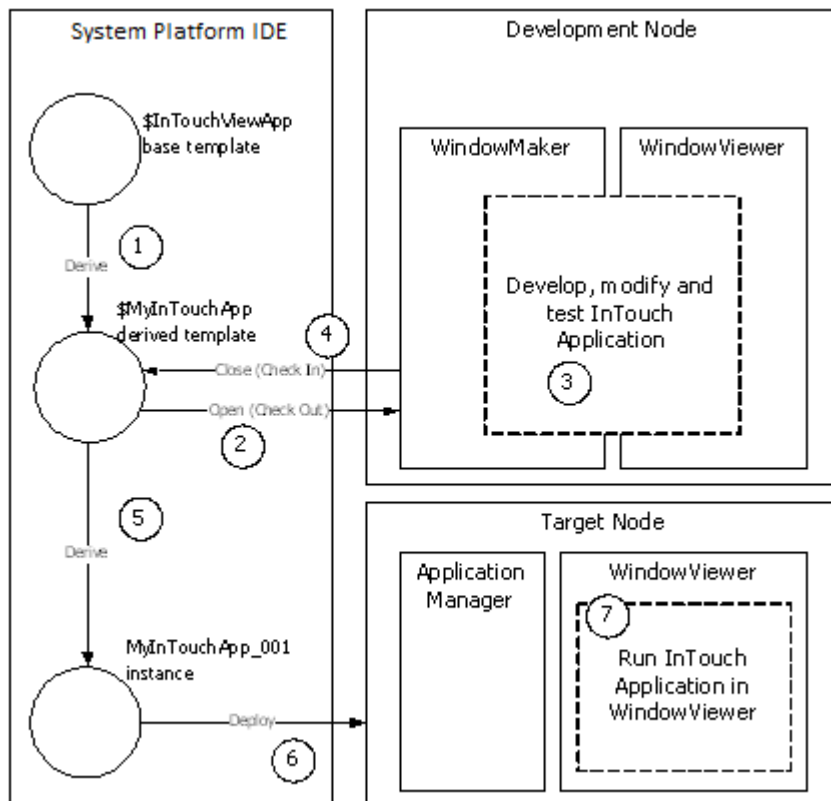 System Platform IDE
$InTouchViewApp
base template
1
Derive
$MyInTouchApp
derived template
4
Close (Check In)
Open (Check Out)
2
5
Derive
MyInTouchApp_001
instance
Deploy
6
Development Node
WindowMaker
WindowViewer
Develop, modify and
test InTouch
Application
3
Target Node
Application
Manager
WindowViewer
7
Run InTouch
Application in
WindowViewer